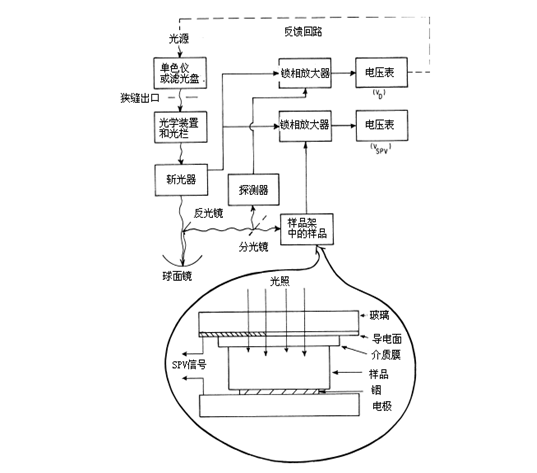 反馈回路
光源
单色仪
或滤光盘
锁相放大器
电压表
(VD)
狭缝出口
光学装置
和光栏
锁相放大器
电压表
(VSPV)
斩光器
探测器
反光镜
样品架
中的样品
分光镜
球面镜
光照
玻璃
导电面
介质膜
SPV信号
样品
铟
电极